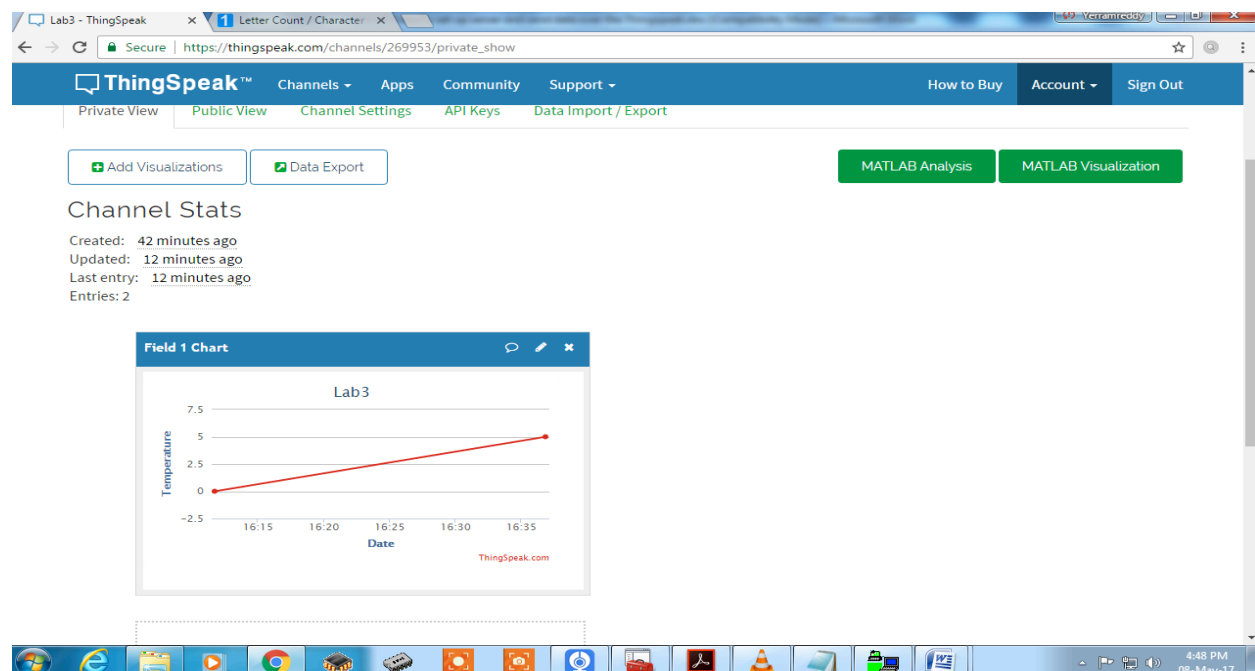 Lab3 - ThingSpeak
Letter Count / Character
Yerramreddy
Secure https://thingspeak.com/channels/269953/private_show
ThingSpeak™ Channels Apps Community Support How to Buy Account Sign Out
Private View Public View Channel Settings API Keys Data Import / Export
Add Visualizations Data Export MATLAB Analysis MATLAB Visualization
Channel Stats
Created: 42 minutes ago
Updated: 12 minutes ago
Last entry: 12 minutes ago
Entries: 2
Field 1 Chart
Lab3
7.5
5
2.5
0
-2.5
Temperature
16:15 16:20 16:25 16:30 16:35
Date
ThingSpeak.com
4:48 PM
08-May-17